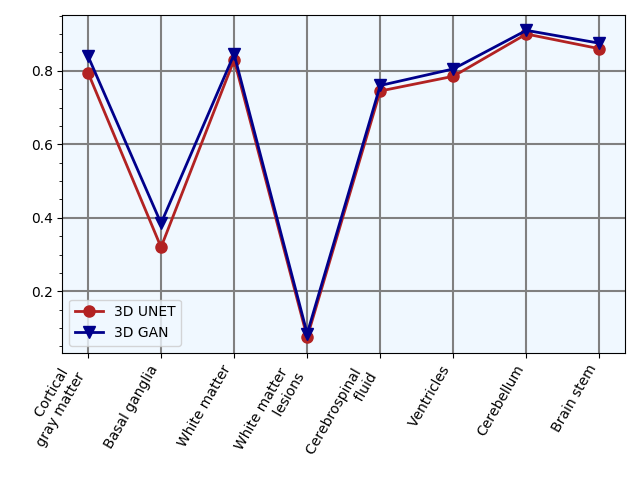 0.8
0.6
0.4
0.2
3D UNET
3D GAN
Cortical
gray matter
Basal ganglia
White matter
White matter
lesions
Cerebrospinal
fluid
Ventricles
Cerebellum
Brain stem